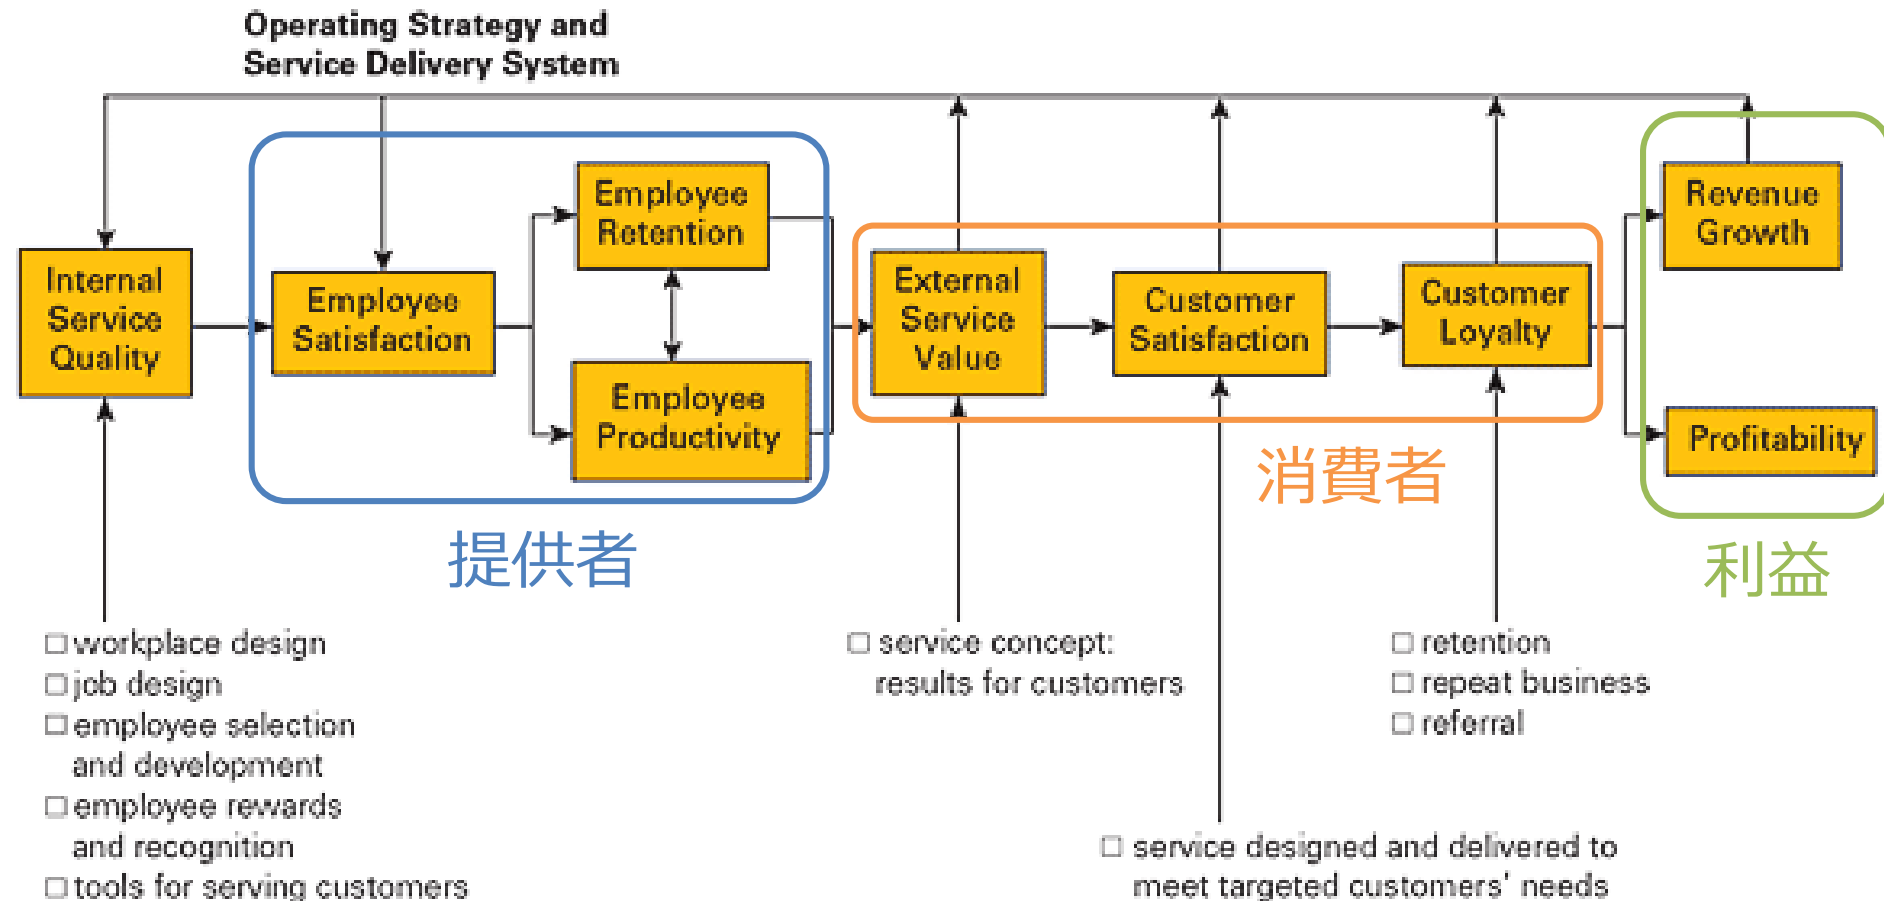 Operating Strategy and
Service Delivery System
Internal
Service
Quality
Employee
Satisfaction
Employee
Retention
Employee
Productivity
External
Service
Value
Customer
Satisfaction
Customer
Loyalty
Revenue
Growth
Profitability
提供者
消費者
利益
□ workplace design
□ job design
□ employee selection
and development
□ employee rewards
and recognition
□ tools for serving customers
□ service concept:
results for customers
□ service designed and delivered to
meet targeted customers' needs
□ retention
□ repeat business
□ referral